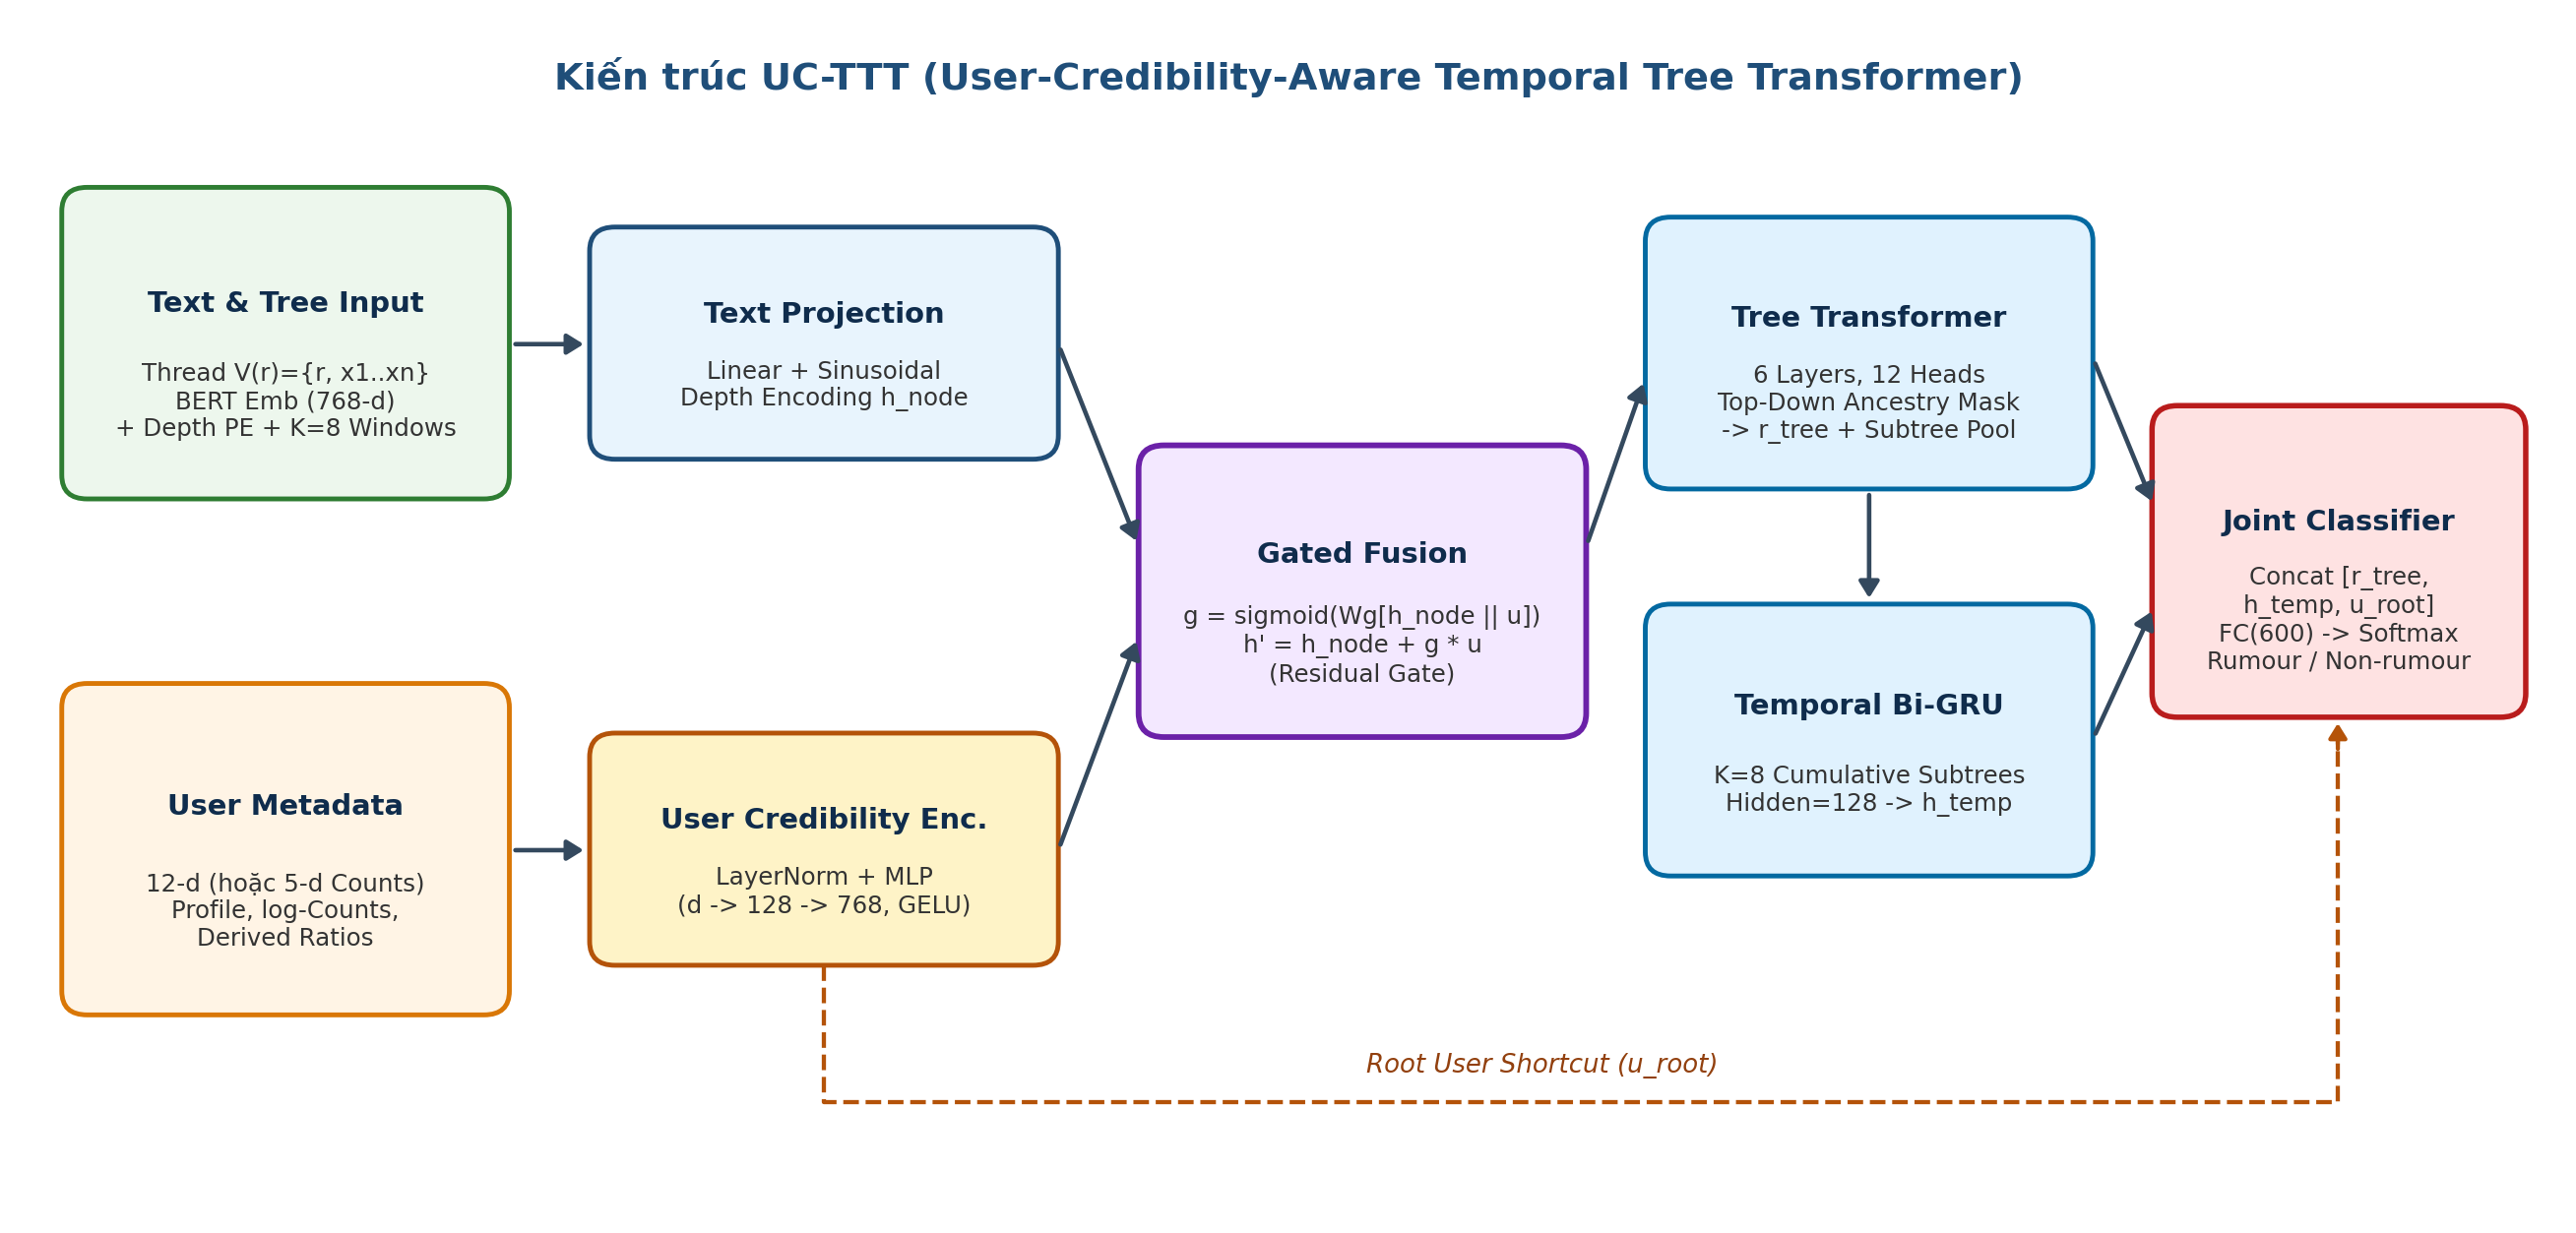 Kiến trúc UC-TTT (User-Credibility-Aware Temporal Tree Transformer)
Text & Tree Input
Thread V(r)={r, x1..xn}
BERT Emb (768-d)
+ Depth PE + K=8 Windows
Text Projection
Linear + Sinusoidal
Depth Encoding h_node
User Metadata
12-d (hoặc 5-d Counts)
Profile, log-Counts,
Derived Ratios
User Credibility Enc.
LayerNorm + MLP
(d -> 128 -> 768, GELU)
Gated Fusion
g = sigmoid(Wg[h_node || u])
h' = h_node + g * u
(Residual Gate)
Tree Transformer
6 Layers, 12 Heads
Top-Down Ancestry Mask
-> r_tree + Subtree Pool
Temporal Bi-GRU
K=8 Cumulative Subtrees
Hidden=128 -> h_temp
Joint Classifier
Concat [r_tree,
h_temp, u_root]
FC(600) -> Softmax
Rumour / Non-rumour
Root User Shortcut (u_root)